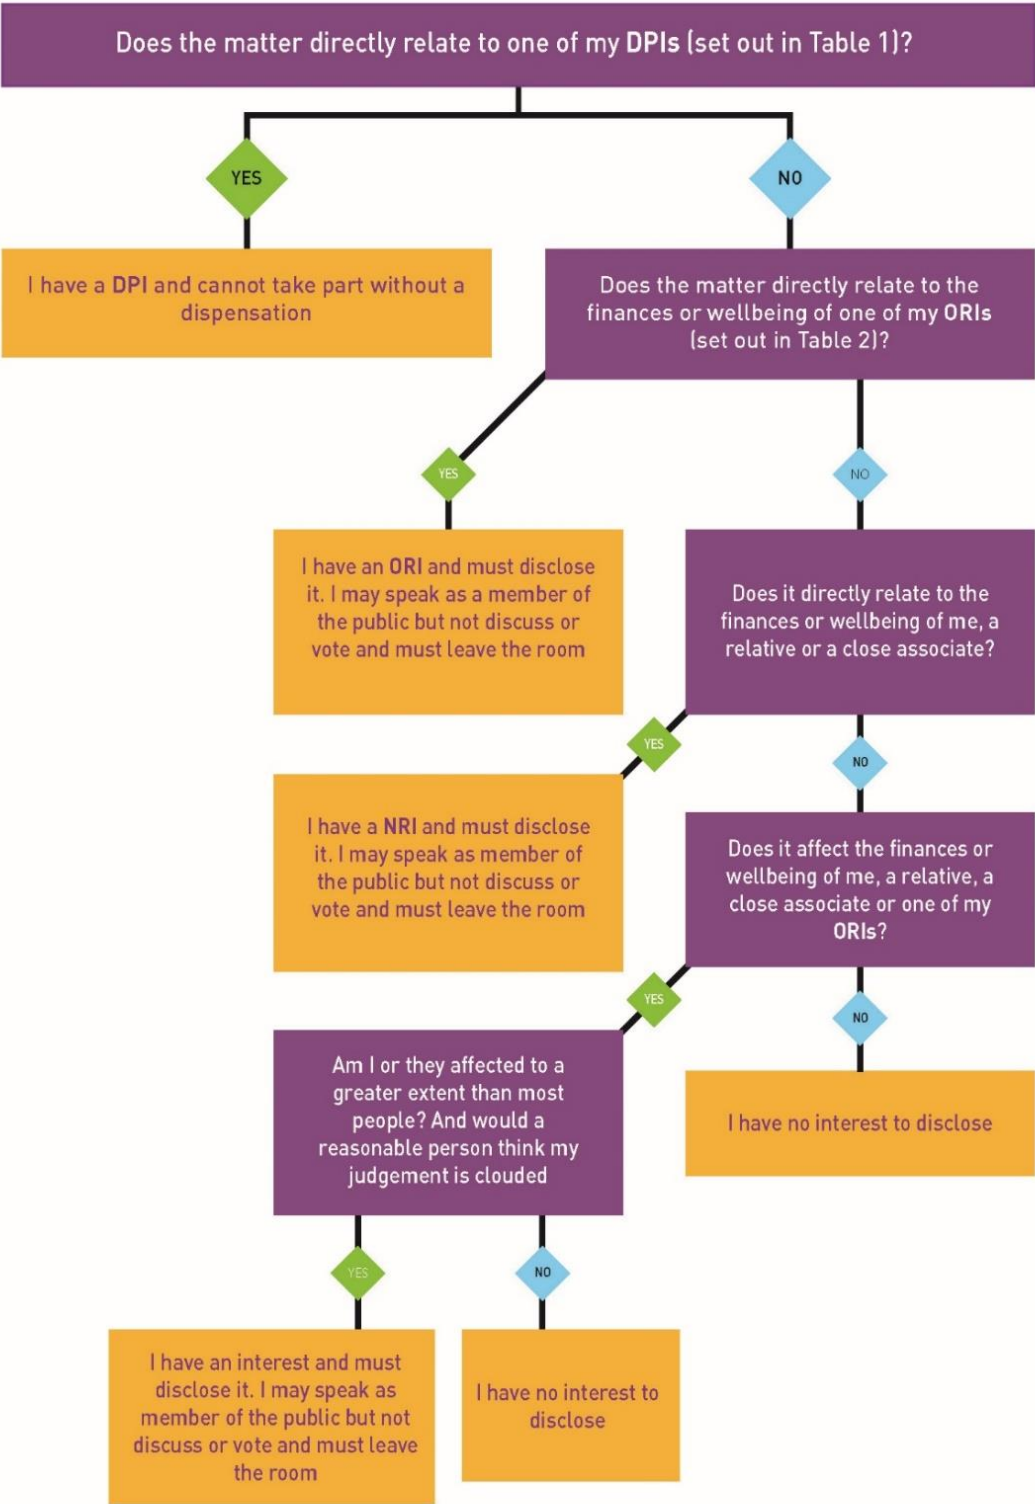 Does the matter directly relate to one of my DPIs (set out in Table 1)?
YES
NO
I have a DPI and cannot take part without a
dispensation
Does the matter directly relate to the
finances or wellbeing of one of my ORIs
(set out in Table 2)?
YES
NO
I have an ORI and must disclose
it. I may speak as a member of
the public but not discuss or
vote and must leave the room
Does it directly relate to the
finances or wellbeing of me, a
relative or a close associate?
YES
NO
I have a NRI and must disclose
it. I may speak as member of
the public but not discuss or
vote and must leave the room
Does it affect the finances or
wellbeing of me, a relative, a
close associate or one of my
ORIs?
YES
NO
Am I or they affected to a
greater extent than most
people? And would a
reasonable person think my
judgement is clouded
I have no interest to disclose
YES
NO
I have an interest and must
disclose it. I may speak as
member of the public but not
discuss or vote and must leave
the room
I have no interest to
disclose